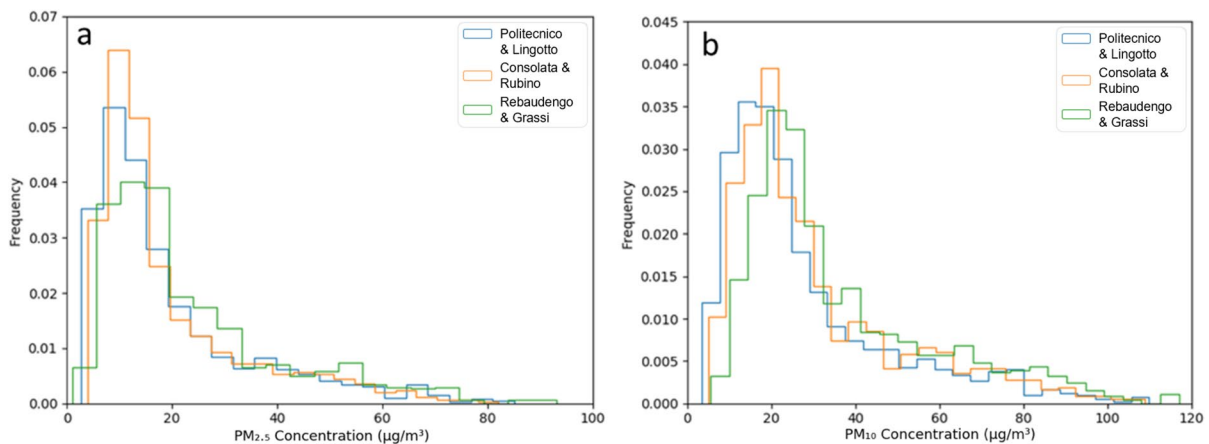 a
0.07
0.06
0.05
0.04
0.03
0.02
0.01
0.00
Frequency
0
20
40
60
80
100
PM₂.₅ Concentration (µg/m³)
Politecnico
& Lingotto
Consolata &
Rubino
Rebaudengo
& Grassi
b
0.045
0.040
0.035
0.030
0.025
0.020
0.015
0.010
0.005
0.000
Frequency
0
20
40
60
80
100
120
PM₁₀ Concentration (µg/m³)
Politecnico
& Lingotto
Consolata &
Rubino
Rebaudengo
& Grassi